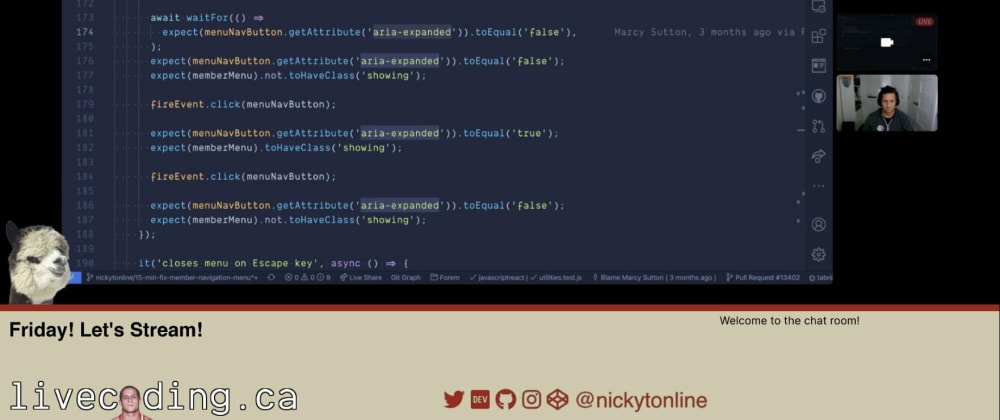 172
173 await waitFor(() ⇒
174 expect(menuNavButton.getAttribute('aria-expanded')).toEqual('false'), Marcy Sutton, 3 months ago via
175 );
176 expect(menuNavButton.getAttribute('aria-expanded')).toEqual('false');
177 expect(memberMenu).not.toHaveClass('showing');
178
179 fireEvent.click(menuNavButton);
180
181 expect(menuNavButton.getAttribute('aria-expanded')).toEqual('true');
182 expect(memberMenu).toHaveClass('showing');
183
184 fireEvent.click(menuNavButton);
185
186 expect(menuNavButton.getAttribute('aria-expanded')).toEqual('false');
187 expect(memberMenu).not.toHaveClass('showing');
188 });
189
190 it('closes menu on Escape key', async () ⇒ {
nickytonline/15-min-fix-member-navigation-menu*+ 0 0 9 Live Share Git Graph Forem javascriptreact utilities.test.js Blame Marcy Sutton ( 3 months ago ) Pull Request #13402 fabri
LIVE
Friday! Let's Stream!
Welcome to the chat room!
livecoding.ca
DEV
@nickytonline